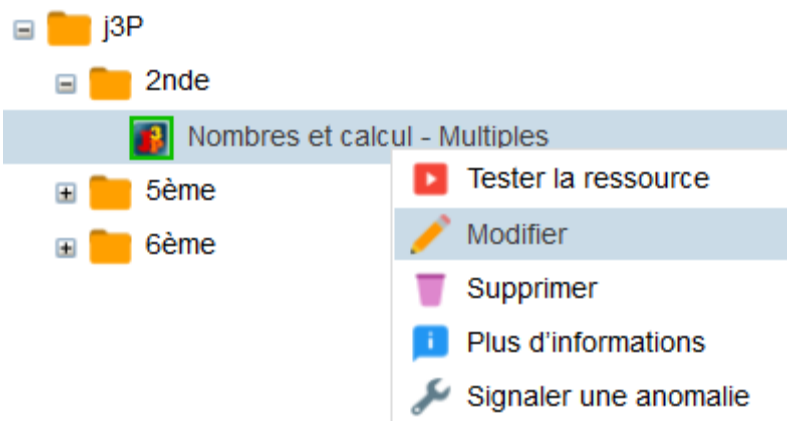 j3P
2nde
Nombres et calcul - Multiples
Tester la ressource
5ème
Modifier
6ème
Supprimer
Plus d'informations
Signaler une anomalie